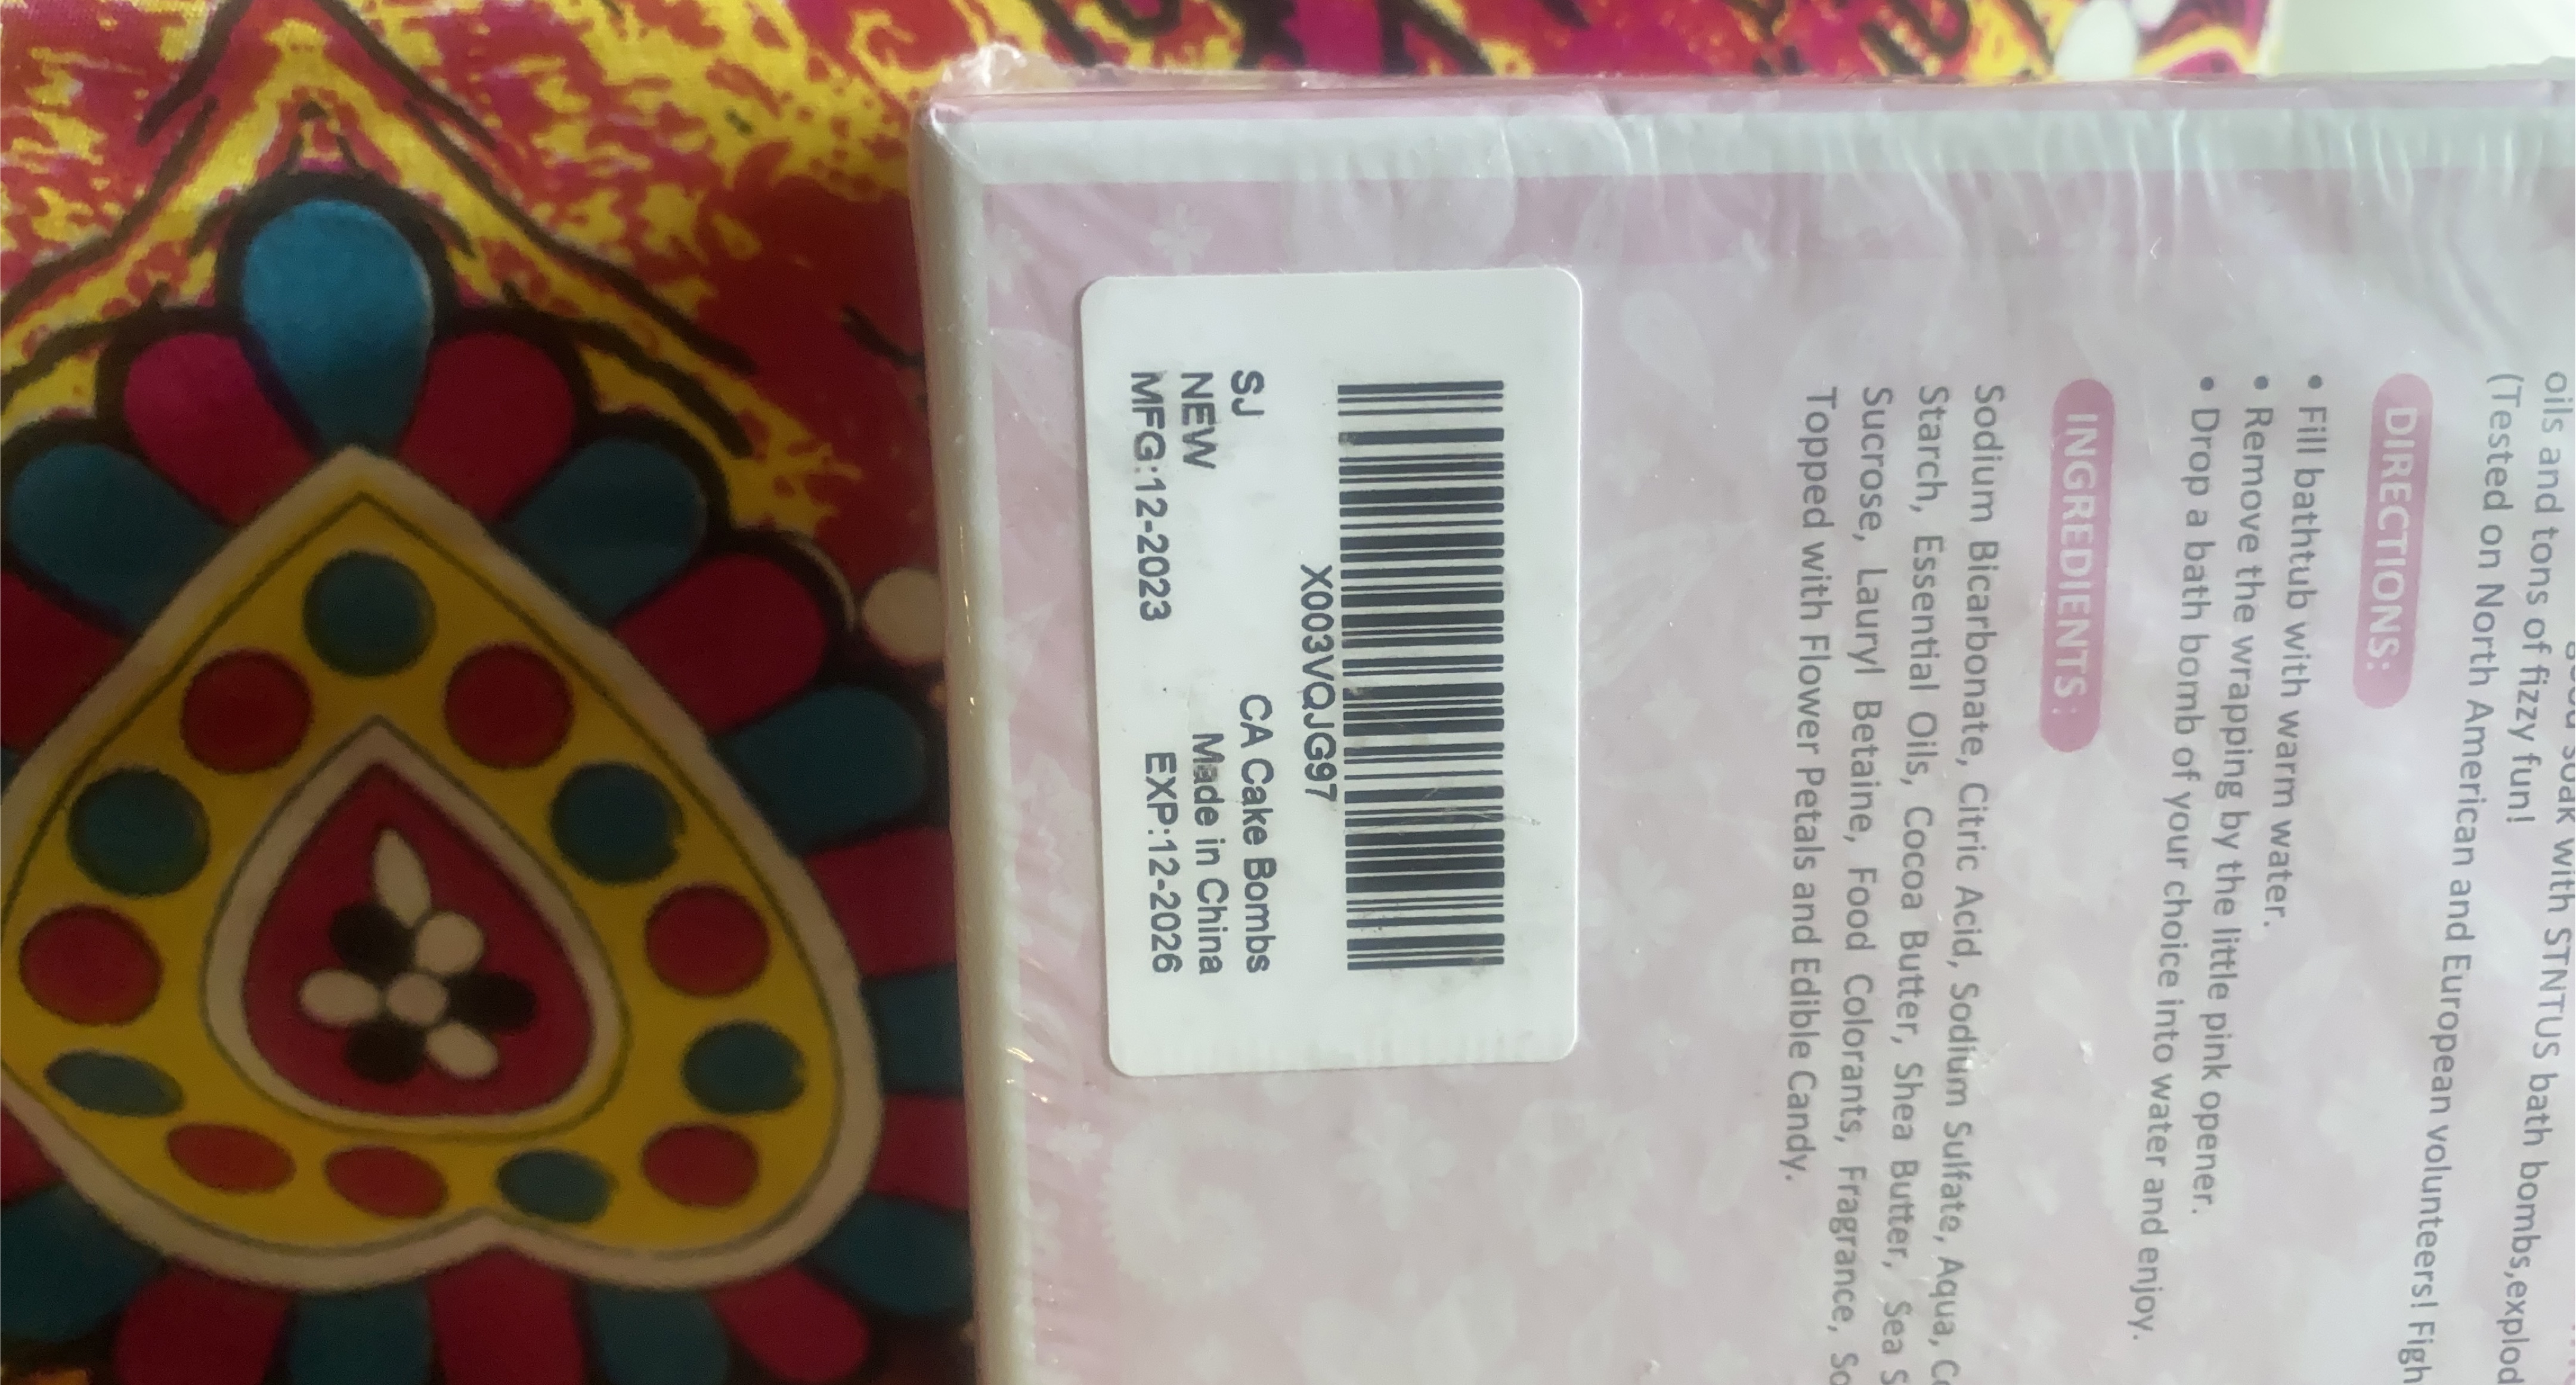 oils and tons of fizzy fun!
(Tested on North American and European volunteers! Figh
DIRECTIONS:
• Fill bathtub with warm water.
• Remove the wrapping by the little pink opener.
• Drop a bath bomb of your choice into water and enjoy.
INGREDIENTS:
Sodium Bicarbonate, Citric Acid, Sodium Sulfate, Aqua, C
Starch, Essential Oils, Cocoa Butter, Shea Butter, Sea S
Sucrose, Lauryl Betaine, Food Colorants, Fragrance, So
Topped with Flower Petals and Edible Candy.
X003VQJG97
SJ CA Cake Bombs
NEW Made in China
MFG:12-2023 EXP:12-2026